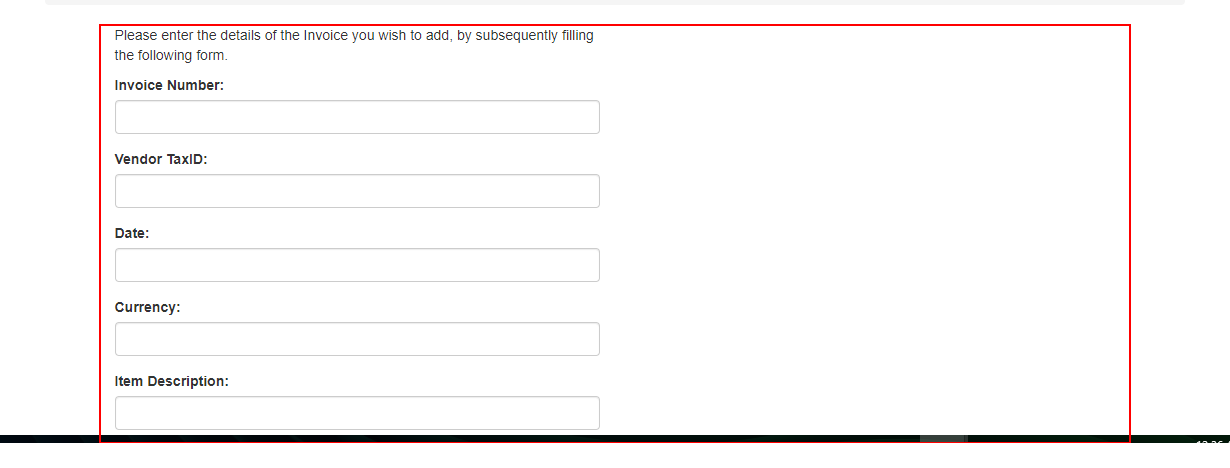 Please enter the details of the Invoice you wish to add, by subsequently filling
the following form.
Invoice Number:
Vendor TaxID:
Date:
Currency:
Item Description: